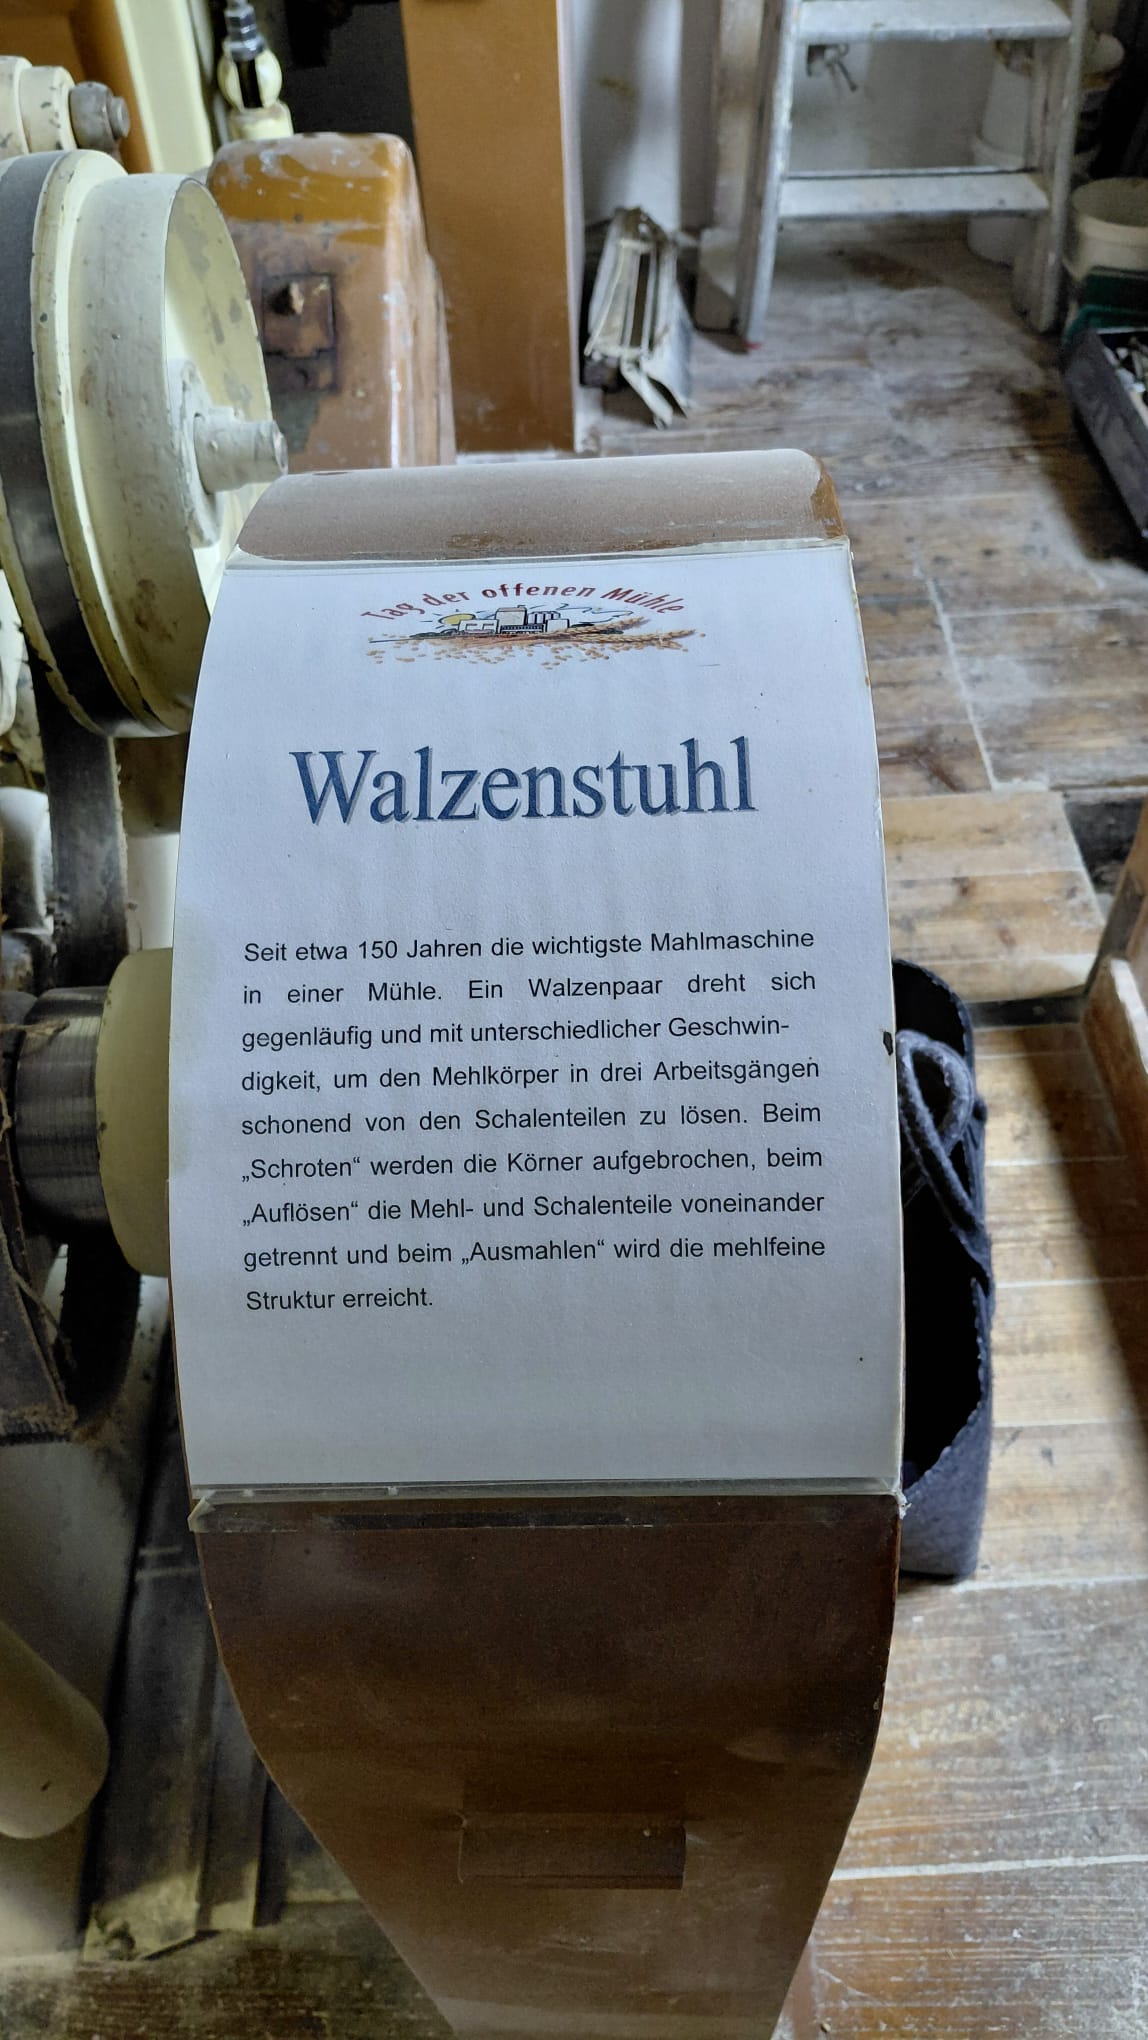 Tag der offenen Mühle
Walzenstuhl
Seit etwa 150 Jahren die wichtigste Mahlmaschine
in einer Mühle. Ein Walzenpaar dreht sich
gegenläufig und mit unterschiedlicher Geschwin-
digkeit, um den Mehlkörper in drei Arbeitsgängen
schonend von den Schalenteilen zu lösen. Beim
„Schroten“ werden die Körner aufgebrochen, beim
„Auflösen“ die Mehl- und Schalenteile voneinander
getrennt und beim „Ausmahlen“ wird die mehlfeine
Struktur erreicht.